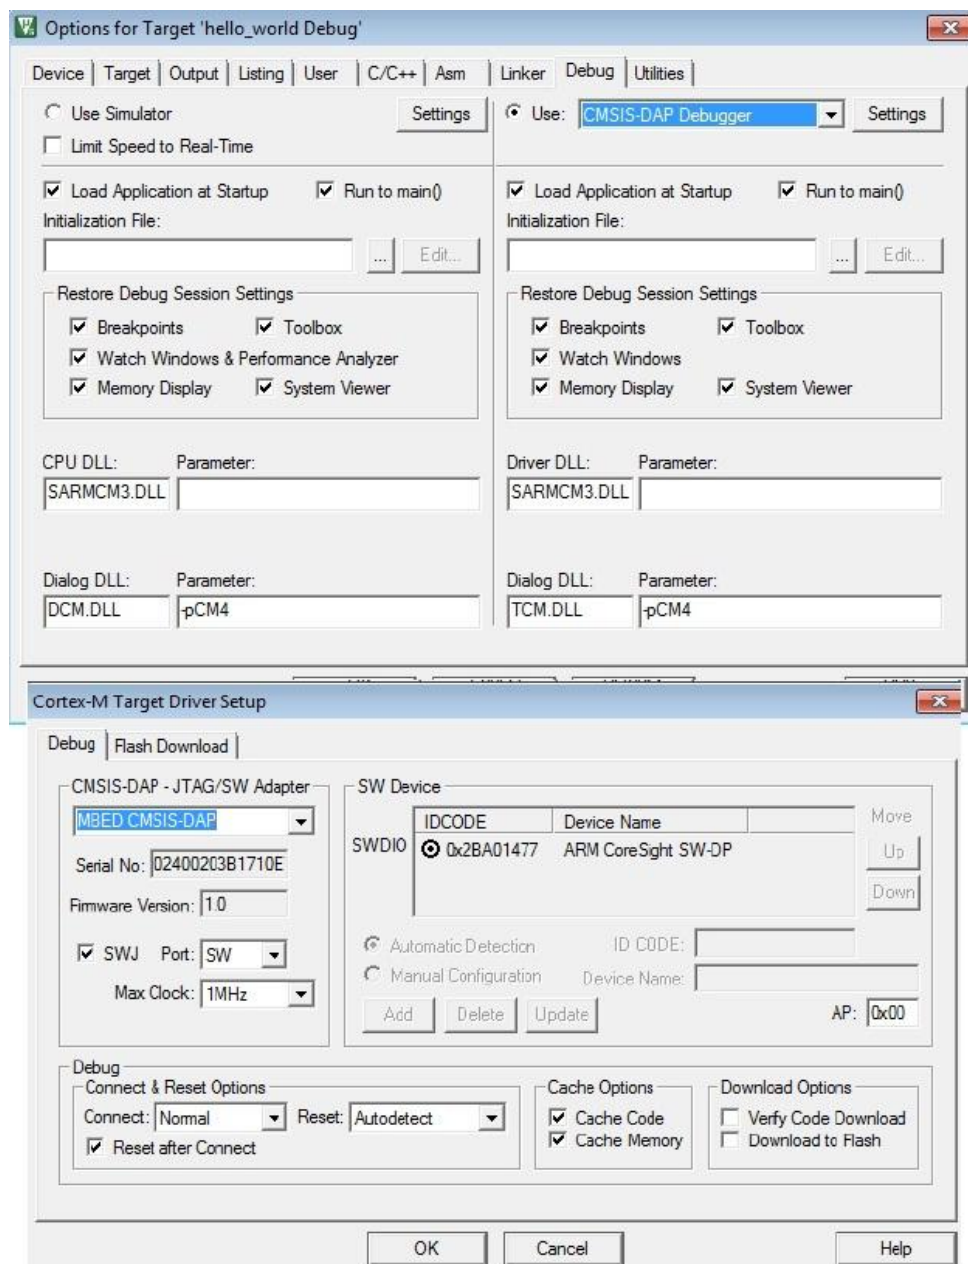 Options for Target 'hello_world Debug'
Device Target Output Listing User C/C++ Asm Linker Debug Utilities
Use Simulator Settings Use: CMSIS-DAP Debugger Settings
Limit Speed to Real-Time
Load Application at Startup Run to main() Load Application at Startup Run to main()
Initialization File: Initialization File:
... Edit... ... Edit...
Restore Debug Session Settings Restore Debug Session Settings
Breakpoints Toolbox Breakpoints Toolbox
Watch Windows & Performance Analyzer Watch Windows
Memory Display System Viewer Memory Display System Viewer
CPU DLL: Parameter: Driver DLL: Parameter:
SARMCM3.DLL SARMCM3.DLL
Dialog DLL: Parameter: Dialog DLL: Parameter:
DCM.DLL -pCM4 TCM.DLL -pCM4
Cortex-M Target Driver Setup
Debug Flash Download
CMSIS-DAP - JTAG/SW Adapter SW Device
MBED CMSIS-DAP IDCODE Device Name Move
SWDIO 0x2BA01477 ARM CoreSight SW-DP Up
Serial No: 02400203B1710E
Firmware Version: 1.0 Down
SWJ Port: SW Automatic Detection ID CODE:
Max Clock: 1MHz Manual Configuration Device Name:
Add Delete Update AP: 0x00
Debug
Connect & Reset Options Cache Options Download Options
Connect: Normal Reset: Autodetect Cache Code Verify Code Download
Reset after Connect Cache Memory Download to Flash
OK Cancel Help